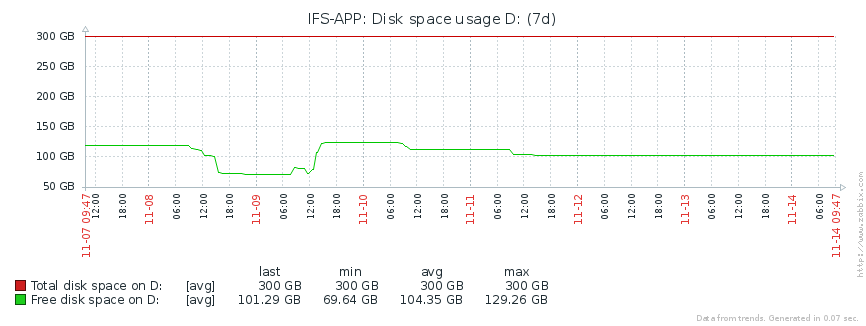 IFS-APP: Disk space usage D: (7d)
300 GB
250 GB
200 GB
150 GB
100 GB
50 GB
11-07 09:47 12:00 18:00 11-08 06:00 12:00 18:00 11-09 06:00 12:00 18:00 11-10 06:00 12:00 18:00 11-11 06:00 12:00 18:00 11-12 06:00 12:00 18:00 11-13 06:00 12:00 18:00 11-14 06:00 11-14 09:47
http://www.zabbix.com
last min avg max
Total disk space on D: [avg] 300 GB 300 GB 300 GB 300 GB
Free disk space on D: [avg] 101.29 GB 69.64 GB 104.35 GB 129.26 GB
Data from trends. Generated in 0.07 sec.